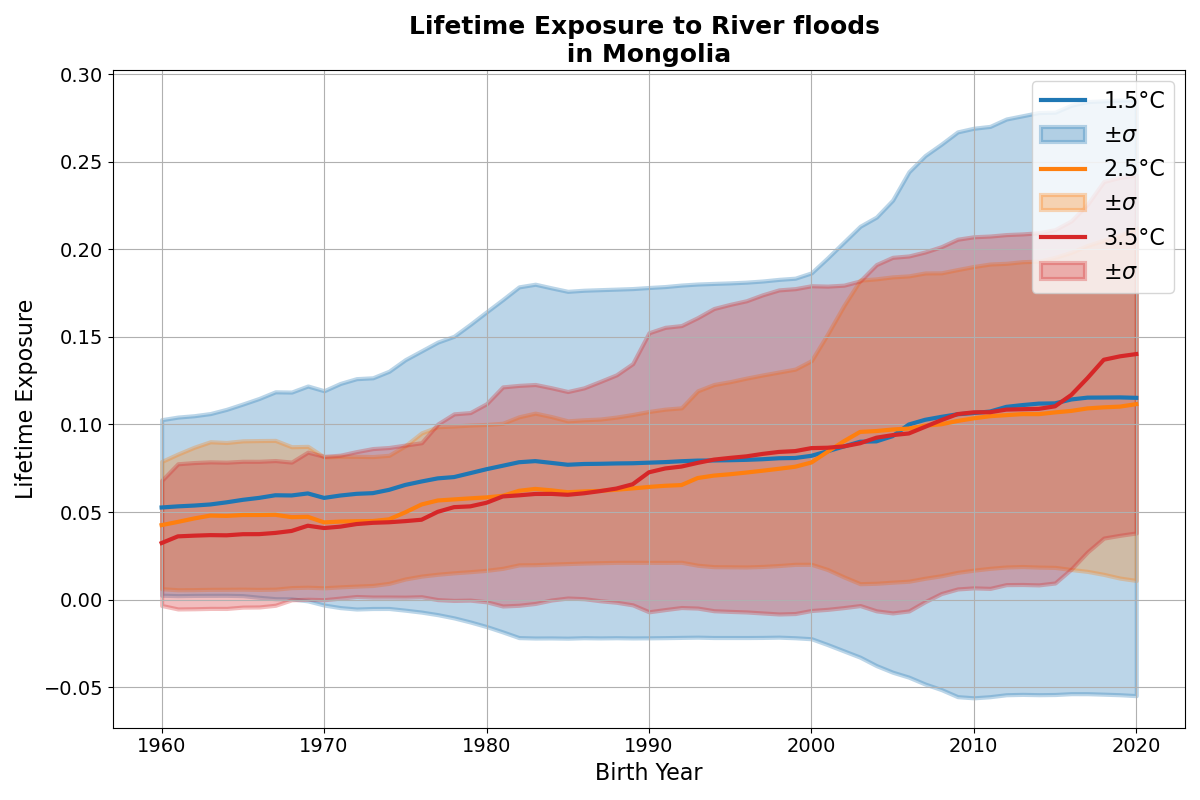 Lifetime Exposure to River floods
in Mongolia
Lifetime Exposure
0.30
0.25
0.20
0.15
0.10
0.05
0.00
−0.05
1960
1970
1980
1990
2000
2010
2020
Birth Year
1.5°C
±σ
2.5°C
±σ
3.5°C
±σ